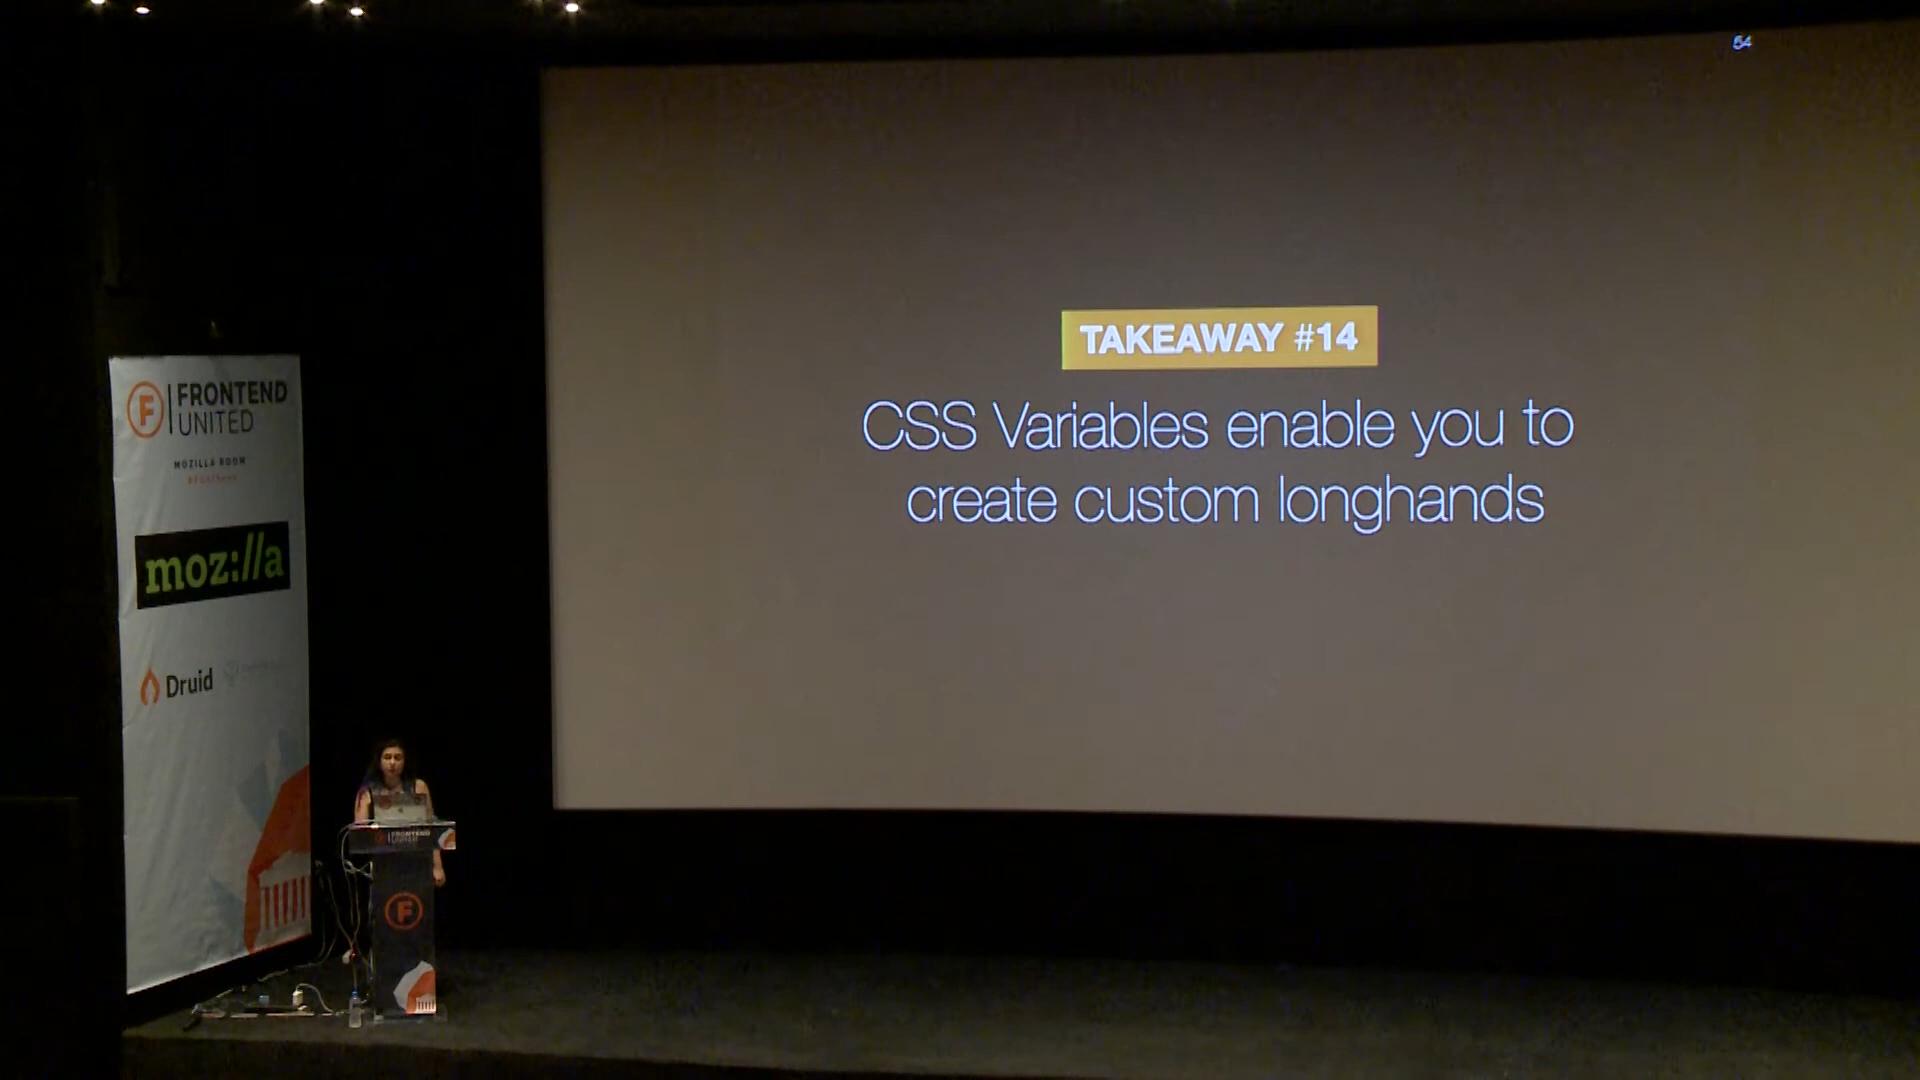 54
TAKEAWAY #14
CSS Variables enable you to
create custom longhands
F
FRONTEND
UNITED
MOZILLA ROOM
moz://a
Druid
FRONTEND
UNITED
F